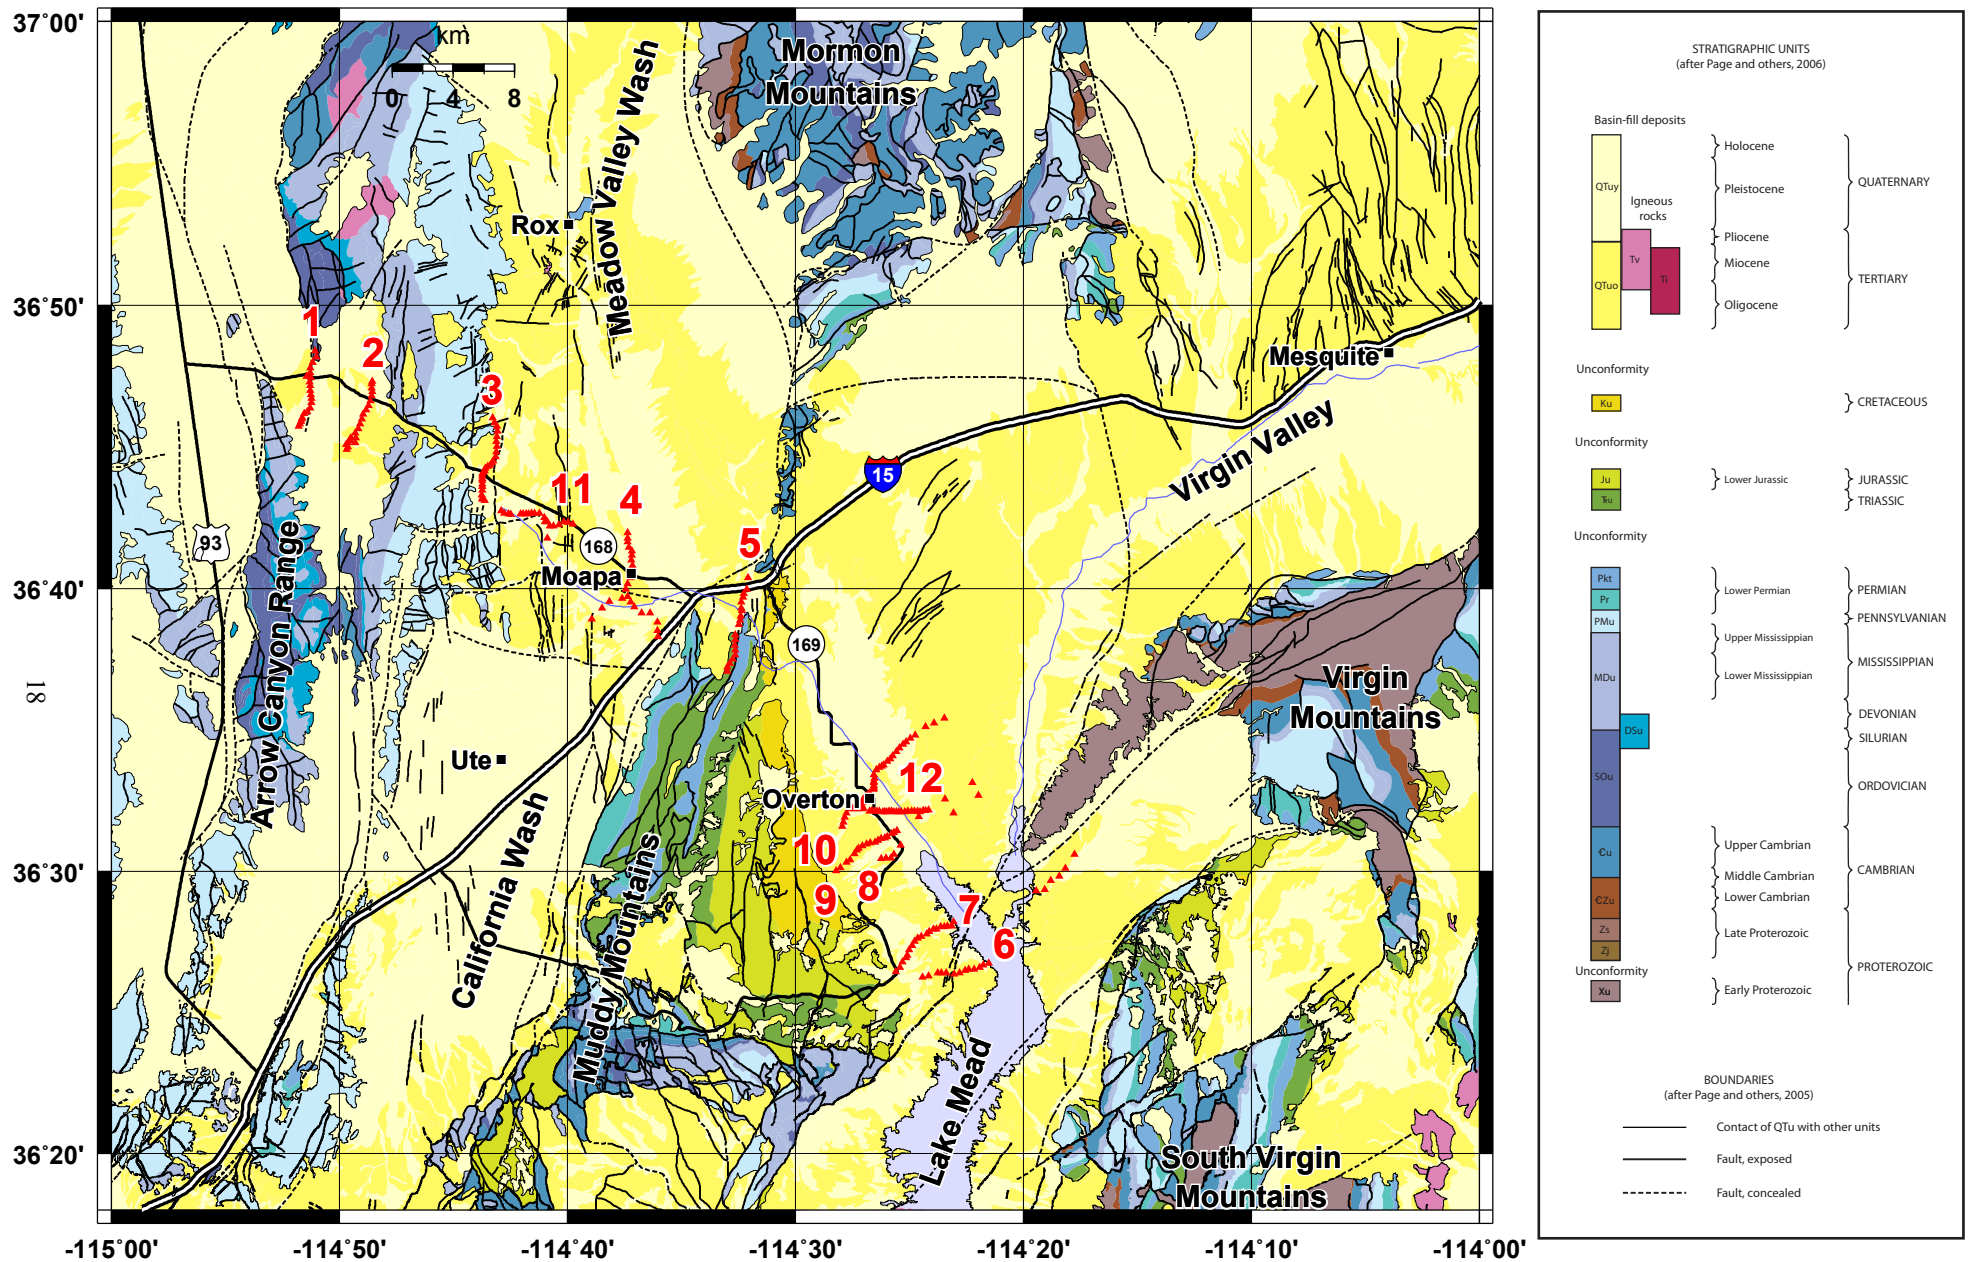 37°00'
36°50'
36°40'
36°30'
36°20'
-115°00'
-114°50'
-114°40'
-114°30'
-114°20'
-114°10'
-114°00'
18
km
0 4 8
Mormon
Mountains
Meadow Valley Wash
Rox
Mesquite
Virgin Valley
1
2
3
11
4
5
15
93
168
Moapa
169
Arrow Canyon Range
Virgin
Mountains
Ute
Overton
12
10
9
8
7
6
California Wash
Muddy Mountains
Lake Mead
South Virgin
Mountains
STRATIGRAPHIC UNITS
(after Page and others, 2006)
Basin-fill deposits
QTuy
QTuo
Igneous
rocks
Tv
Ti
Holocene
Pleistocene
Pliocene
Miocene
Oligocene
QUATERNARY
TERTIARY
Unconformity
Ku
CRETACEOUS
Unconformity
Ju
Lower Jurassic
JURASSIC
Ŧku
TRIASSIC
Unconformity
Pkt
Pr
Lower Permian
PERMIAN
PMu
PENNSYLVANIAN
MDu
Upper Mississippian
Lower Mississippian
MISSISSIPPIAN
DSu
DEVONIAN
SILURIAN
SOu
ORDOVICIAN
Єu
Upper Cambrian
Middle Cambrian
CAMBRIAN
ЄZu
Lower Cambrian
Zs
Late Proterozoic
Zj
PROTEROZOIC
Unconformity
Xu
Early Proterozoic
BOUNDARIES
(after Page and others, 2005)
Contact of QTu with other units
Fault, exposed
Fault, concealed